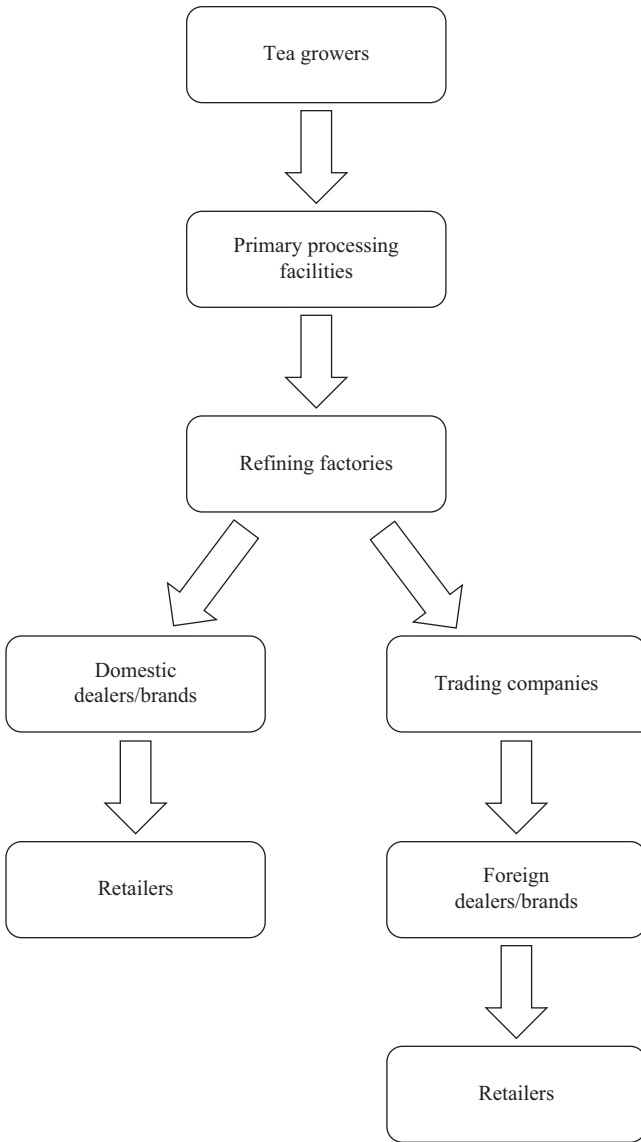 Tea growers
Primary processing
facilities
Refining factories
Domestic
dealers/brands
Trading companies
Retailers
Foreign
dealers/brands
Retailers